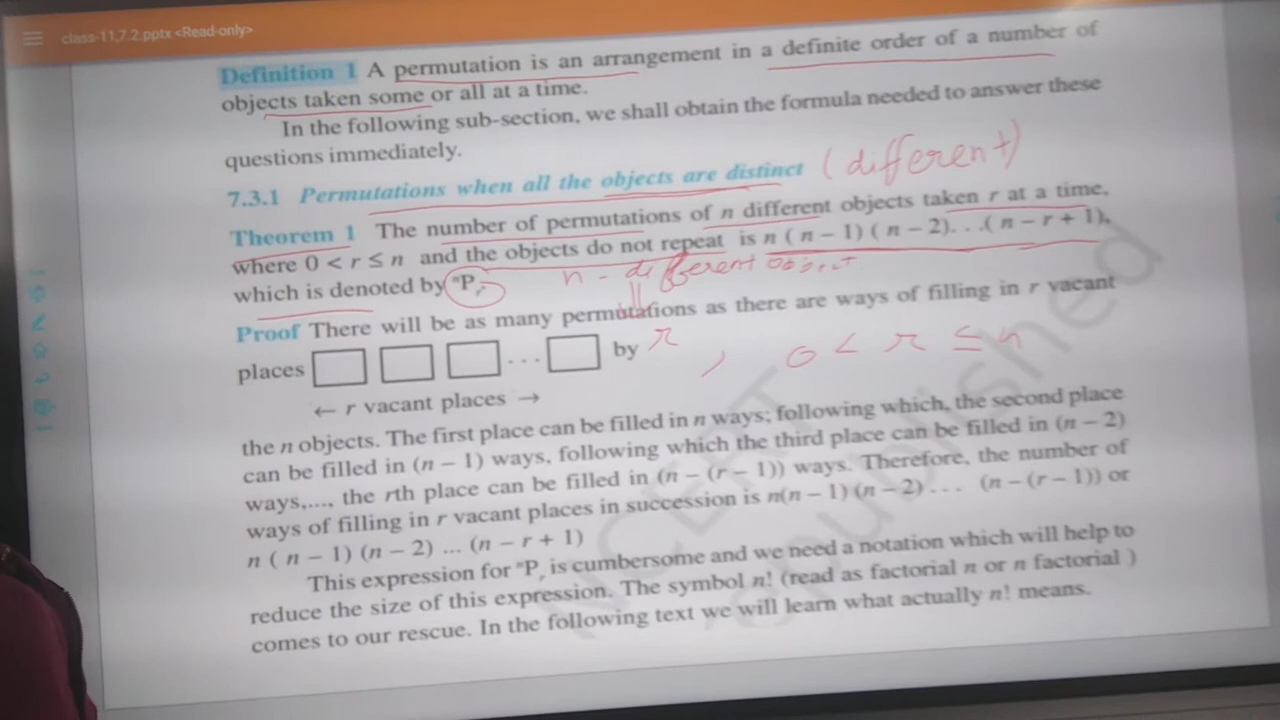 class-11,7.2.pptx <Read-only>
Definition 1 A permutation is an arrangement in a definite order of a number of
objects taken some or all at a time.
In the following sub-section, we shall obtain the formula needed to answer these
questions immediately.
7.3.1 Permutations when all the objects are distinct (different)
Theorem 1 The number of permutations of n different objects taken r at a time,
where 0 < r ≤ n and the objects do not repeat is n ( n − 1) ( n − 2). . .( n − r + 1),
which is denoted by ⁿPᵣ. n - different object
Proof There will be as many permutations as there are ways of filling in r vacant
places . . . by r , 0 < r ≤ n
← r vacant places →
the n objects. The first place can be filled in n ways; following which, the second place
can be filled in (n − 1) ways, following which the third place can be filled in (n − 2)
ways,..., the rth place can be filled in (n − (r − 1)) ways. Therefore, the number of
ways of filling in r vacant places in succession is n(n − 1) (n − 2) . . . (n − (r − 1)) or
n ( n − 1) (n − 2) ... (n − r + 1)
This expression for ⁿPᵣ is cumbersome and we need a notation which will help to
reduce the size of this expression. The symbol n! (read as factorial n or n factorial )
comes to our rescue. In the following text we will learn what actually n! means.
NCERT
republished